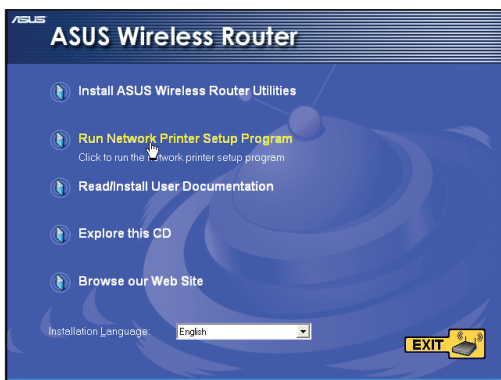 ASUS
ASUS Wireless Router
Install ASUS Wireless Router Utilities
Run Network Printer Setup Program
Click to run the network printer setup program
Read/Install User Documentation
Explore this CD
Browse our Web Site
Installation Language: English
EXIT